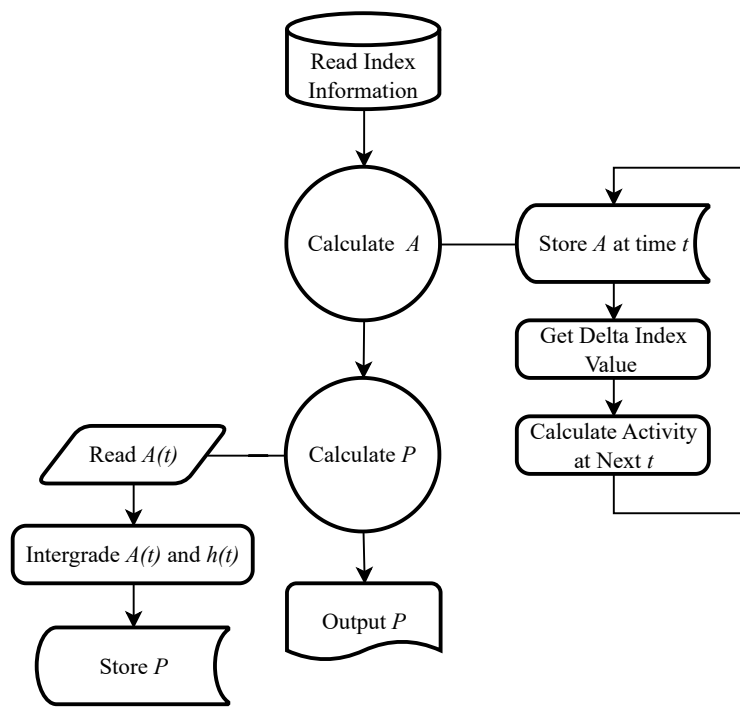 Read Index
Information
Calculate A
Store A at time t
Get Delta Index
Value
Calculate Activity
at Next t
Calculate P
Read A(t)
Intergrade A(t) and h(t)
Store P
Output P